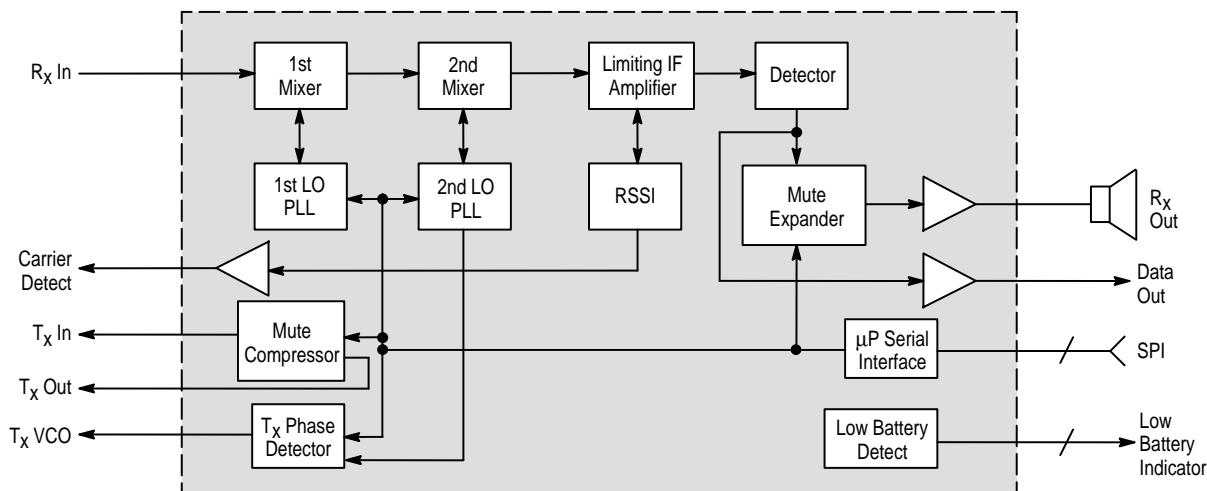 Rx In
1st
Mixer
2nd
Mixer
Limiting IF
Amplifier
Detector
1st LO
PLL
2nd LO
PLL
RSSI
Mute
Expander
Rx
Out
Carrier
Detect
Data
Out
Tx In
Mute
Compressor
µP Serial
Interface
SPI
Tx Out
Tx VCO
Tx Phase
Detector
Low Battery
Detect
Low
Battery
Indicator